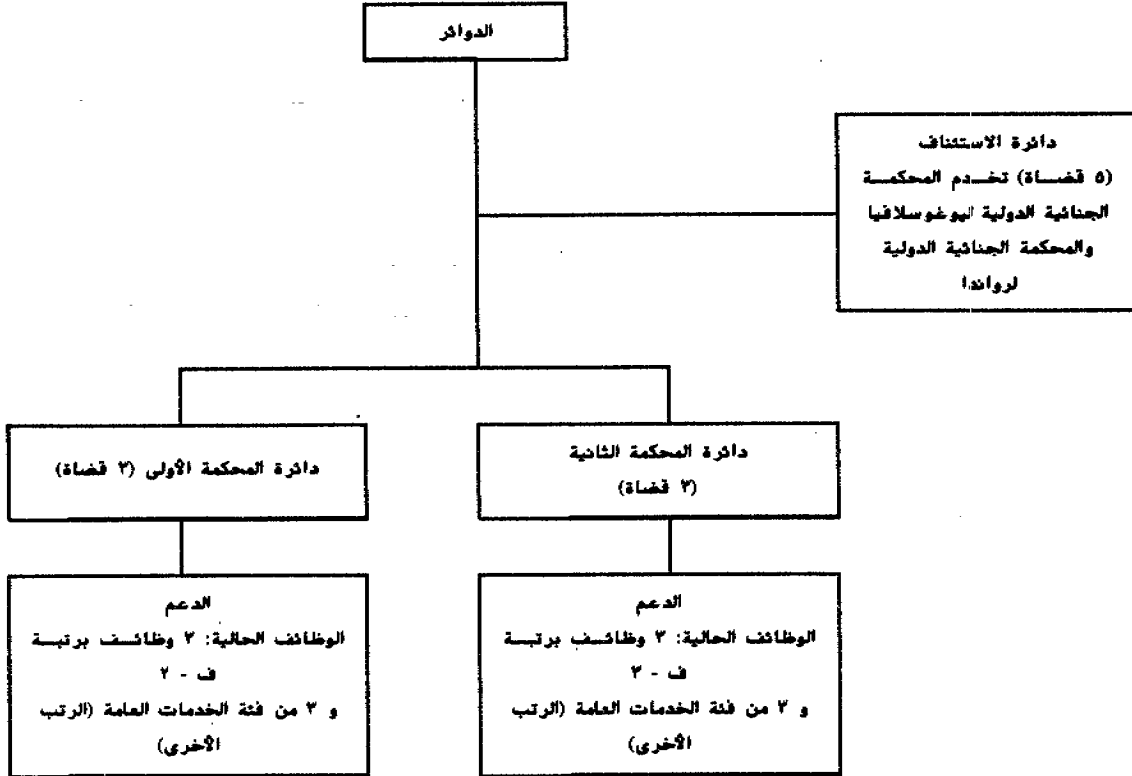 الدوائر
دائرة الاستئناف
(٥ قضاة) تخدم المحكمة
الجنائية الدولية ليوغوسلافيا
والمحكمة الجنائية الدولية
لرواندا
دائرة المحكمة الثانية
(٣ قضاة)
دائرة المحكمة الأولى (٣ قضاة)
الدعم
الوظائف الحالية: ٣ وظائف برتبة
ف - ٣
و ٣ من فئة الخدمات العامة (الرتب
الأخرى)
الدعم
الوظائف الحالية: ٣ وظائف برتبة
ف - ٢
و ٣ من فئة الخدمات العامة (الرتب
الأخرى)